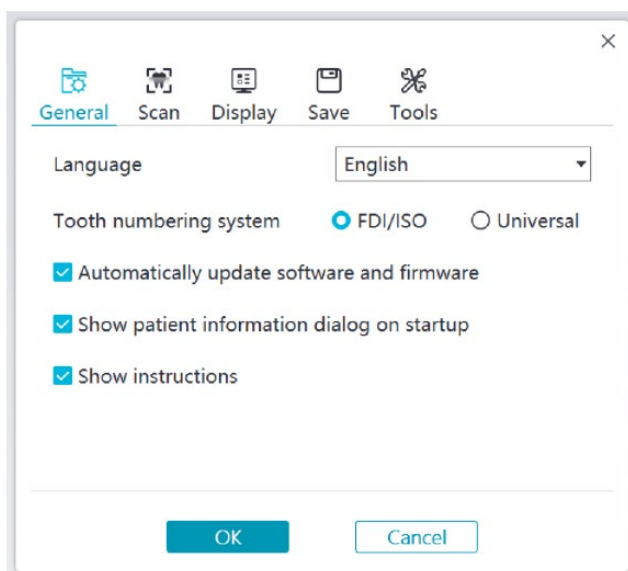 General Scan Display Save Tools
Language English
Tooth numbering system FDI/ISO Universal
Automatically update software and firmware
Show patient information dialog on startup
Show instructions
OK Cancel